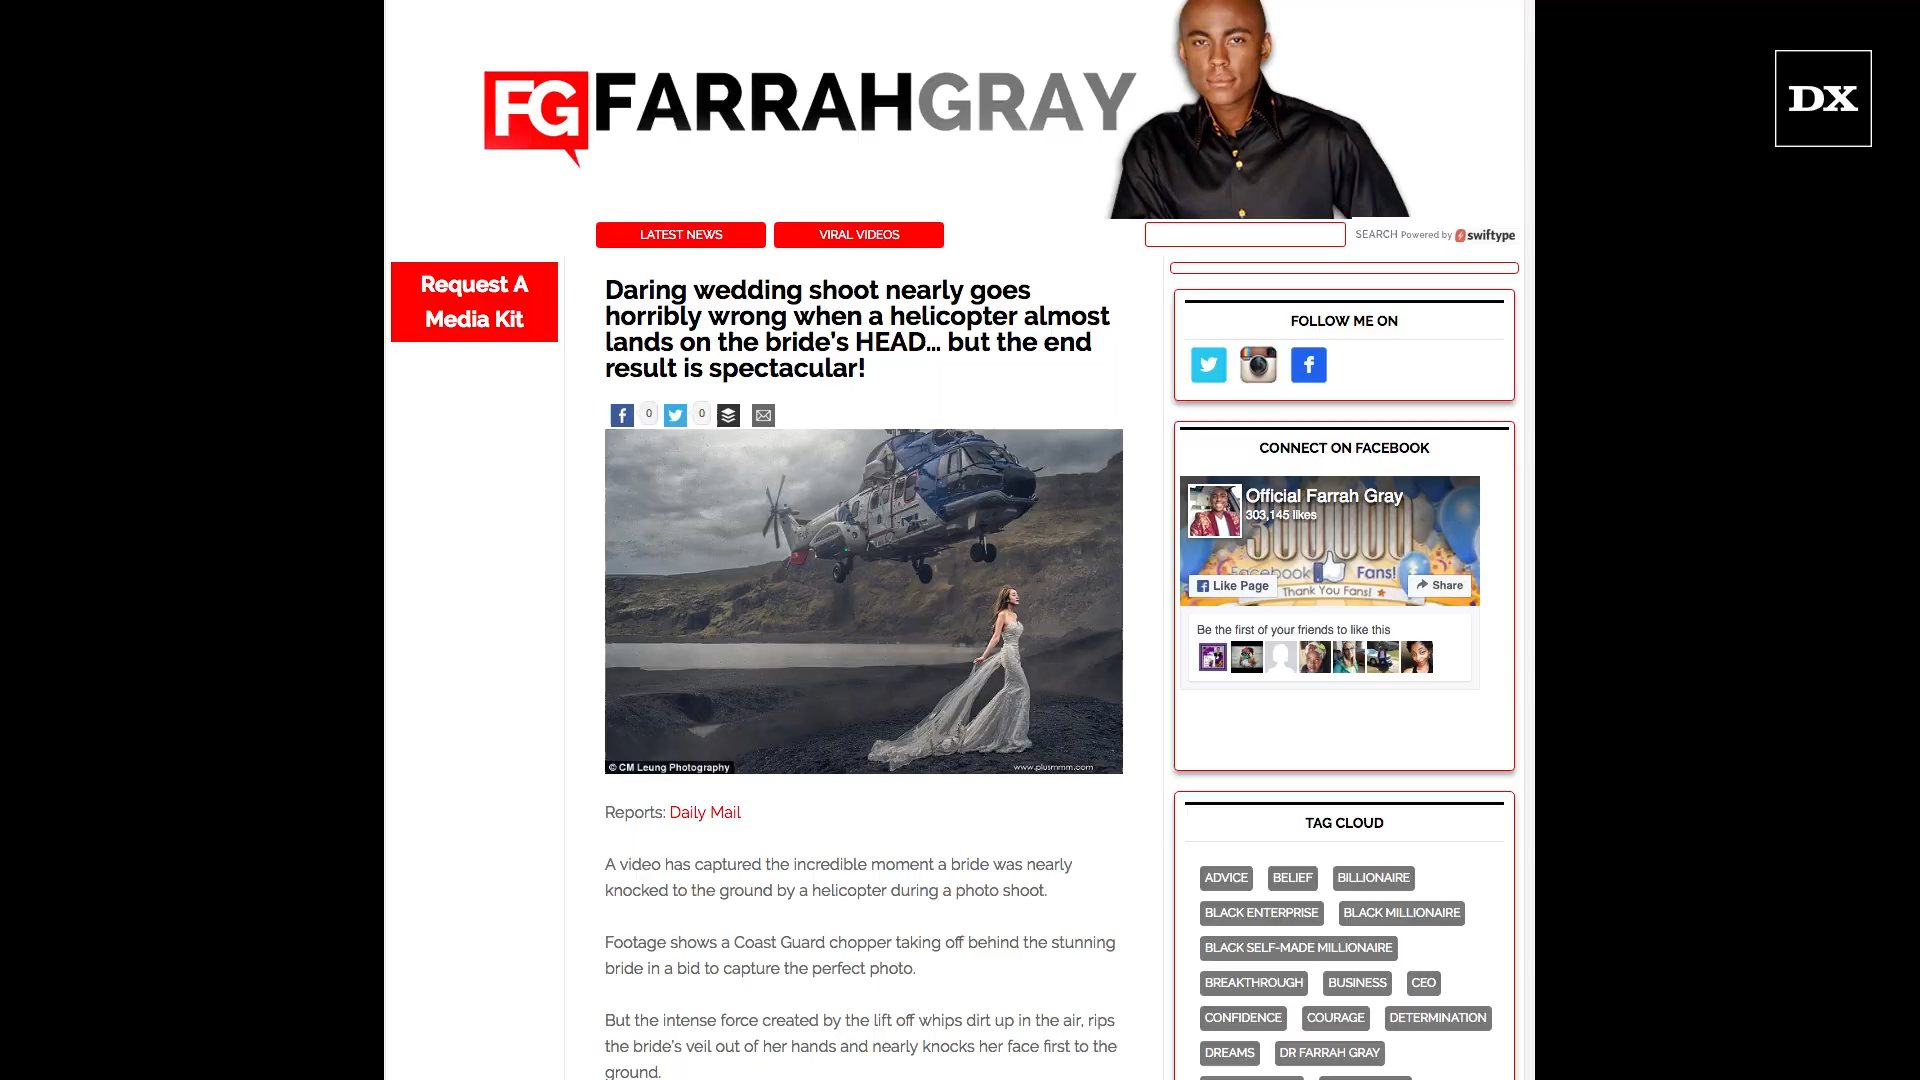 FG FARRAHGRAY
DX
LATEST NEWS
VIRAL VIDEOS
SEARCH Powered by swiftype
Request A
Media Kit
Daring wedding shoot nearly goes
horribly wrong when a helicopter almost
lands on the bride's HEAD... but the end
result is spectacular!
0
0
© CM Leung Photography
www.plusmmm.com
Reports: Daily Mail
A video has captured the incredible moment a bride was nearly
knocked to the ground by a helicopter during a photo shoot.
Footage shows a Coast Guard chopper taking off behind the stunning
bride in a bid to capture the perfect photo.
But the intense force created by the lift off whips dirt up in the air, rips
the bride's veil out of her hands and nearly knocks her face first to the
ground.
FOLLOW ME ON
CONNECT ON FACEBOOK
Official Farrah Gray
303,145 likes
Facebook Fans!
Like Page
Thank You Fans!
Share
Be the first of your friends to like this
TAG CLOUD
ADVICE
BELIEF
BILLIONAIRE
BLACK ENTERPRISE
BLACK MILLIONAIRE
BLACK SELF-MADE MILLIONAIRE
BREAKTHROUGH
BUSINESS
CEO
CONFIDENCE
COURAGE
DETERMINATION
DREAMS
DR FARRAH GRAY